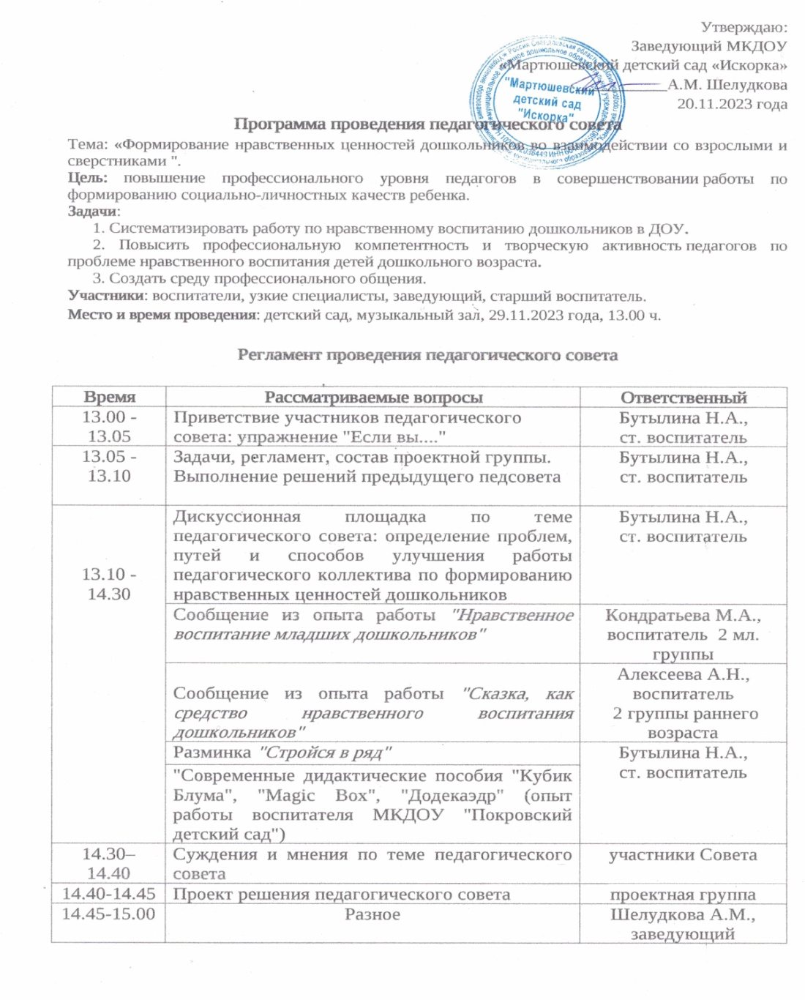 Утверждаю:
Заведующий МКДОУ
«Мартюшевский детский сад «Искорка»
А.М. Шелудкова
20.11.2023 года
"Мартюшевский
детский сад
"Искорка"
Программа проведения педагогического совета
Тема: «Формирование нравственных ценностей дошкольников во взаимодействии со взрослыми и
сверстниками ".
Цель: повышение профессионального уровня педагогов в совершенствовании работы по
формированию социально-личностных качеств ребенка.
Задачи:
1. Систематизировать работу по нравственному воспитанию дошкольников в ДОУ.
2. Повысить профессиональную компетентность и творческую активность педагогов по
проблеме нравственного воспитания детей дошкольного возраста.
3. Создать среду профессионального общения.
Участники: воспитатели, узкие специалисты, заведующий, старший воспитатель.
Место и время проведения: детский сад, музыкальный зал, 29.11.2023 года, 13.00 ч.
Регламент проведения педагогического совета
Время Рассматриваемые вопросы Ответственный
13.00 - Приветствие участников педагогического Бутылина Н.А.,
13.05 совета: упражнение "Если вы...." ст. воспитатель
13.05 - Задачи, регламент, состав проектной группы. Бутылина Н.А.,
13.10 Выполнение решений предыдущего педсовета ст. воспитатель
13.10 -
14.30
Дискуссионная площадка по теме Бутылина Н.А.,
педагогического совета: определение проблем, ст. воспитатель
путей и способов улучшения работы
педагогического коллектива по формированию
нравственных ценностей дошкольников
Сообщение из опыта работы "Нравственное Кондратьева М.А.,
воспитание младших дошкольников" воспитатель 2 мл.
группы
Алексеева А.Н.,
Сообщение из опыта работы "Сказка, как воспитатель
средство нравственного воспитания 2 группы раннего
дошкольников" возраста
Разминка "Стройся в ряд" Бутылина Н.А.,
ст. воспитатель
"Современные дидактические пособия "Кубик
Блума", "Magic Box", "Додекаэдр" (опыт
работы воспитателя МКДОУ "Покровский
детский сад")
14.30– Суждения и мнения по теме педагогического участники Совета
14.40 совета
14.40-14.45 Проект решения педагогического совета проектная группа
14.45-15.00 Разное Шелудкова А.М.,
заведующий